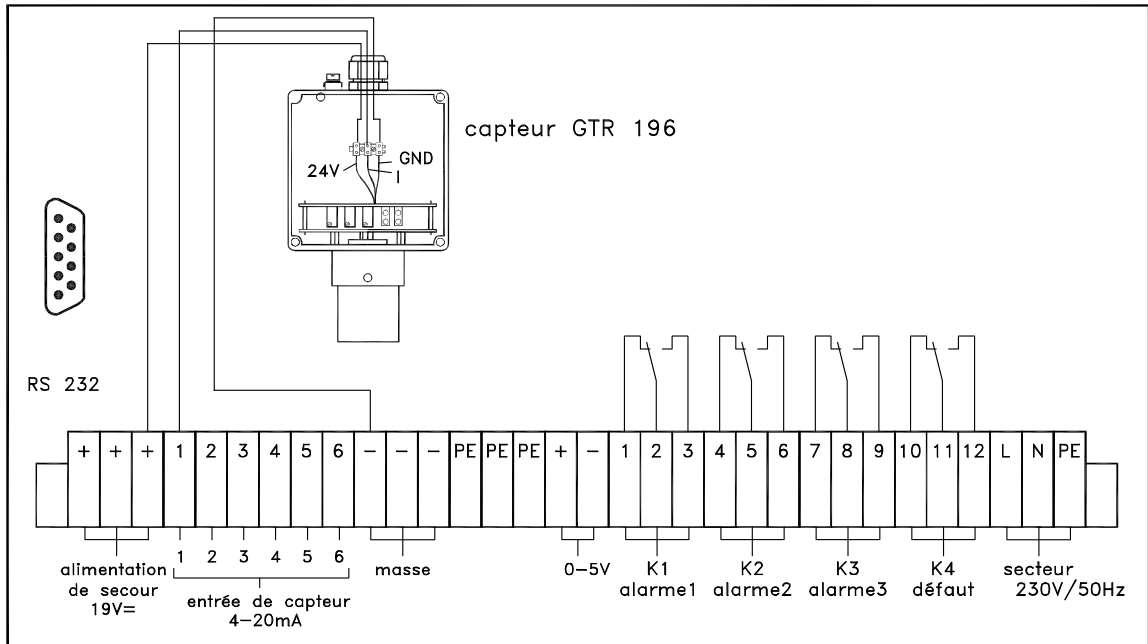 capteur GTR 196
24V
GND
I
RS 232
+ + + 1 2 3 4 5 6 − − − PE PE PE + − 1 2 3 4 5 6 7 8 9 10 11 12 L N PE
alimentation
de secour
19V=
1 2 3 4 5 6
entrée de capteur
4−20mA
masse
0−5V
K1
alarme1
K2
alarme2
K3
alarme3
K4
défaut
secteur
230V/50Hz